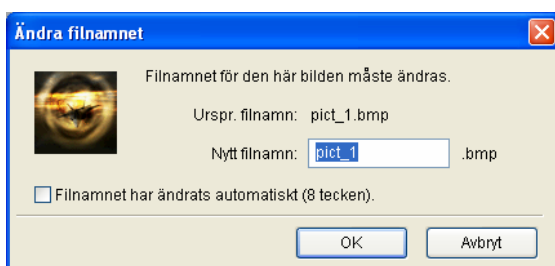 Ändra filnamnet
Filnamnet för den här bilden måste ändras.
Urspr. filnamn: pict_1.bmp
Nytt filnamn: pict_1 .bmp
Filnamnet har ändrats automatiskt (8 tecken).
OK Avbryt